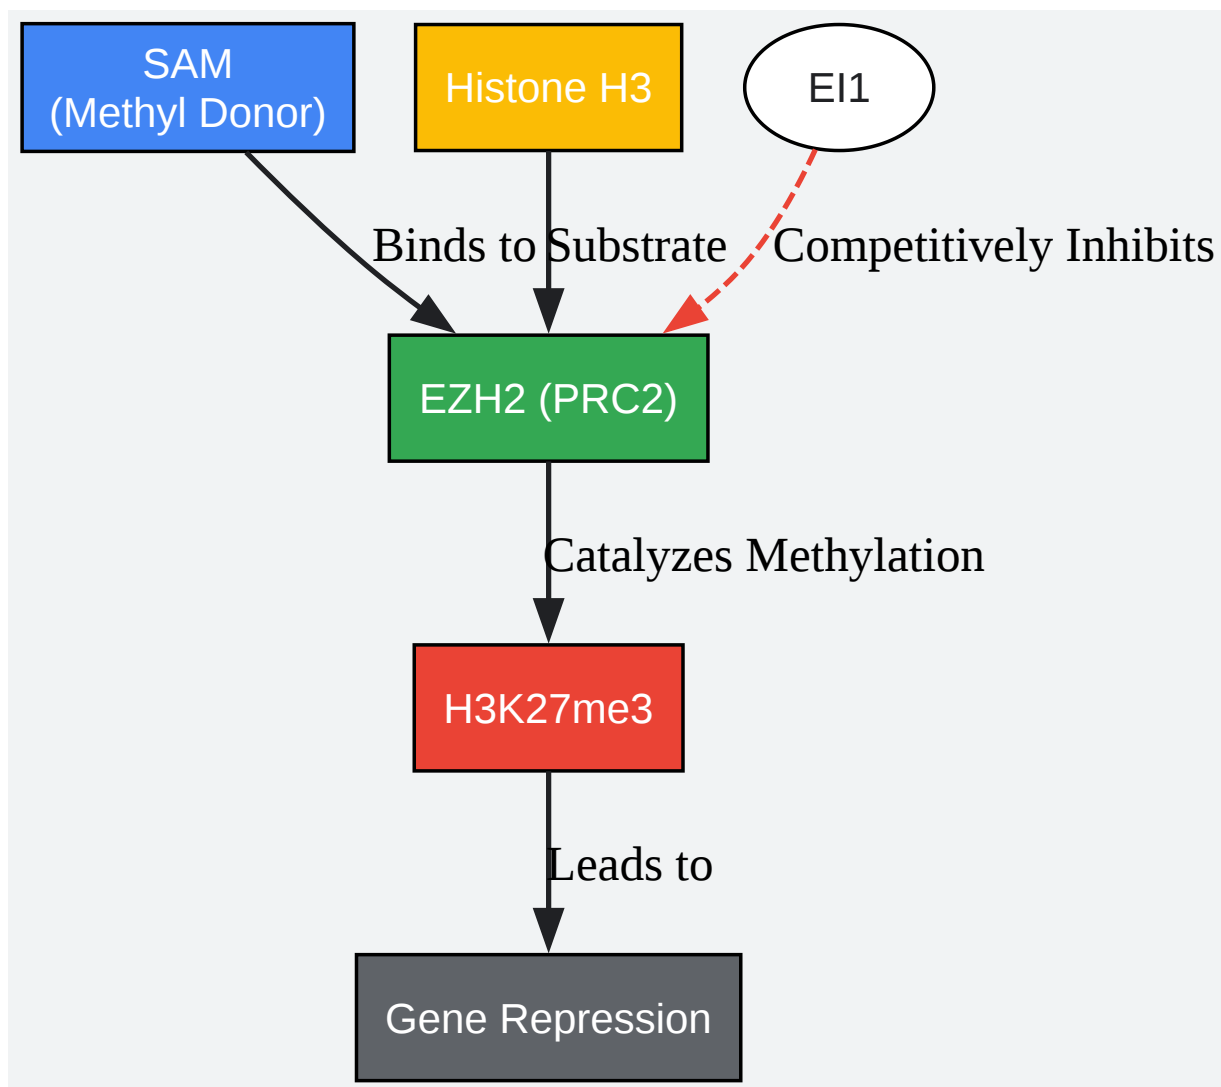 SAM
(Methyl Donor)
Histone H3
EI1
Binds to
Substrate
Competitively Inhibits
EZH2 (PRC2)
Catalyzes Methylation
H3K27me3
Leads to
Gene Repression